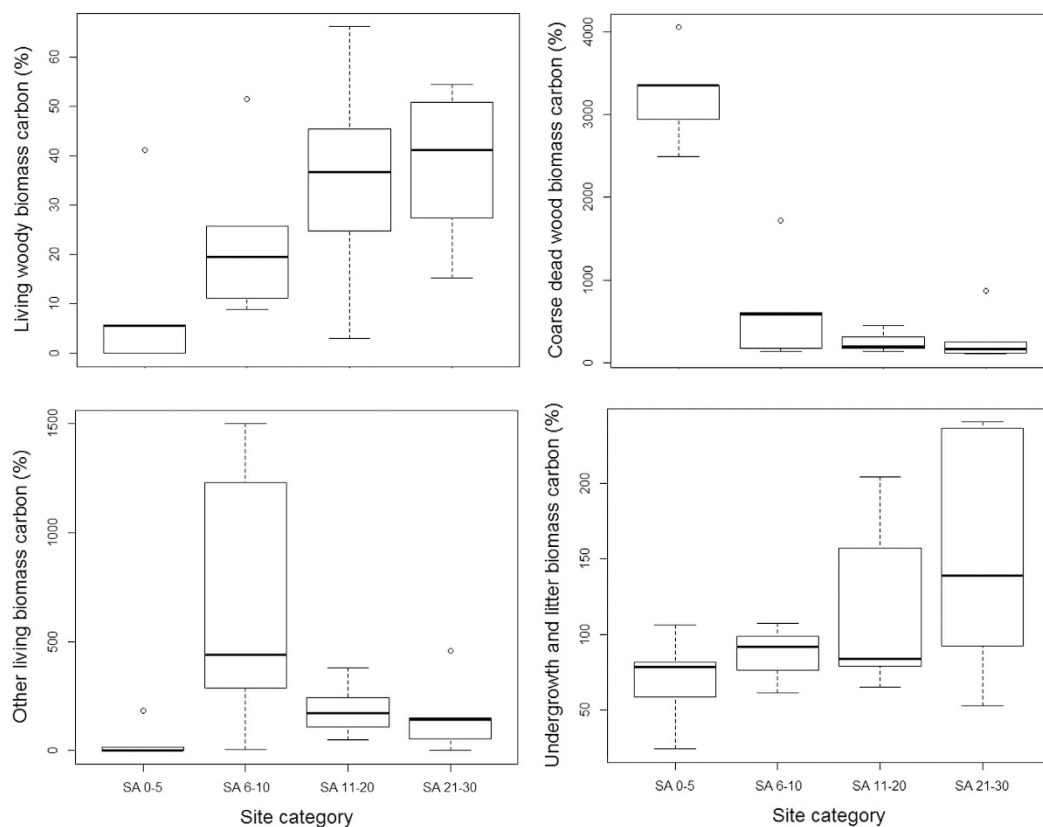 Living woody biomass carbon (%)
60
50
40
30
20
10
0
Coarse dead wood biomass carbon (%)
4000
3000
2000
1000
0
Other living biomass carbon (%)
1500
1000
500
0
SA 0-5 SA 6-10 SA 11-20 SA 21-30
Site category
Undergrowth and litter biomass carbon (%)
200
150
100
50
SA 0-5 SA 6-10 SA 11-20 SA 21-30
Site category